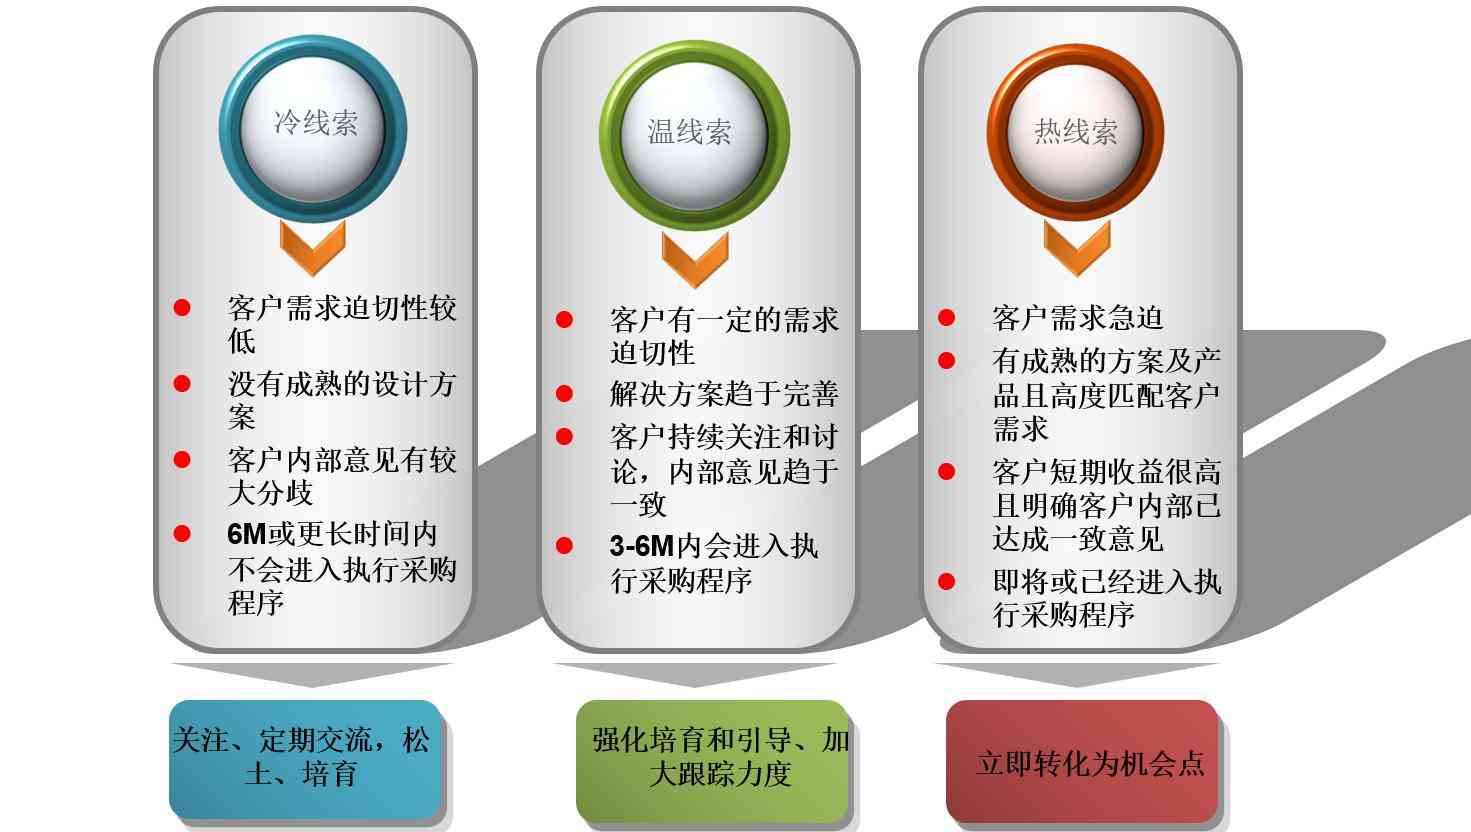 冷线索
客户需求迫切性较
低
没有成熟的设计方
案
客户内部意见有较
大分歧
6M或更长时间内
不会进入执行采购
程序
关注、定期交流，松
土、培育
温线索
客户有一定的需求
迫切性
解决方案趋于完善
客户持续关注和讨
论，内部意见趋于
一致
3-6M内会进入执
行采购程序
强化培育和引导、加
大跟踪力度
热线索
客户需求急迫
有成熟的方案及产
品且高度匹配客户
需求
客户短期收益很高
且明确客户内部已
达成一致意见
即将或已经进入执
行采购程序
立即转化为机会点